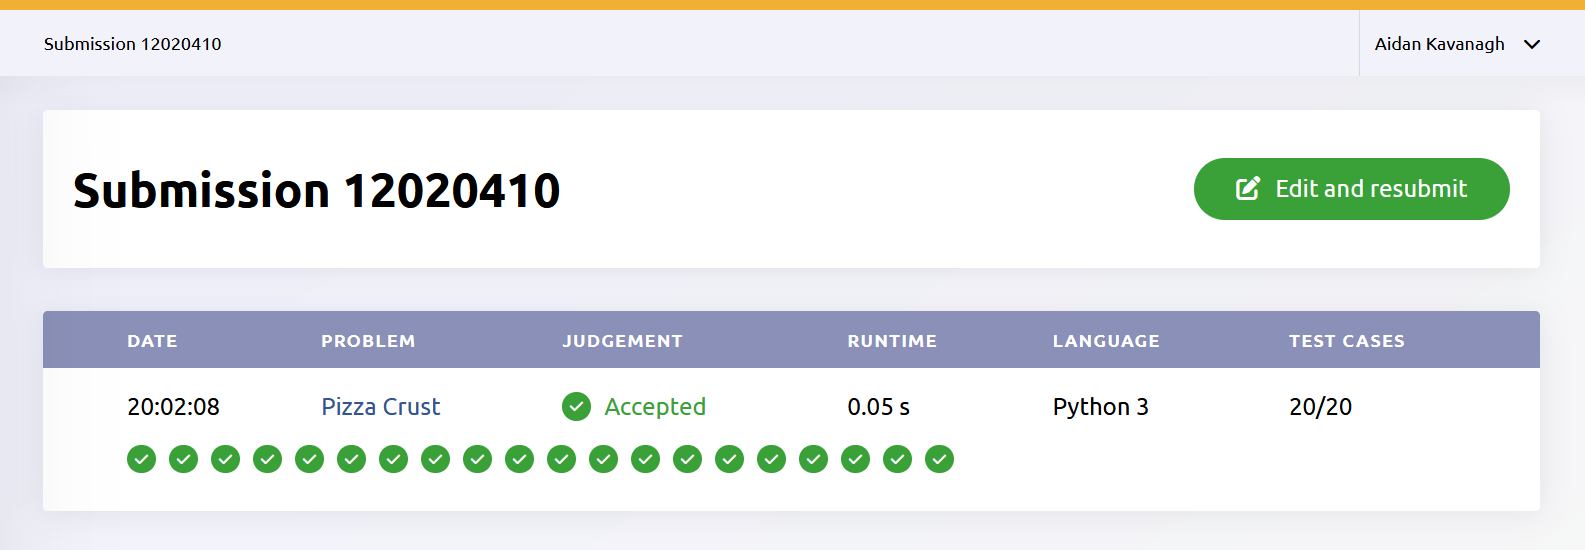 Submission 12020410
Aidan Kavanagh
Submission 12020410
Edit and resubmit
DATE PROBLEM JUDGEMENT RUNTIME LANGUAGE TEST CASES
20:02:08 Pizza Crust Accepted 0.05 s Python 3 20/20